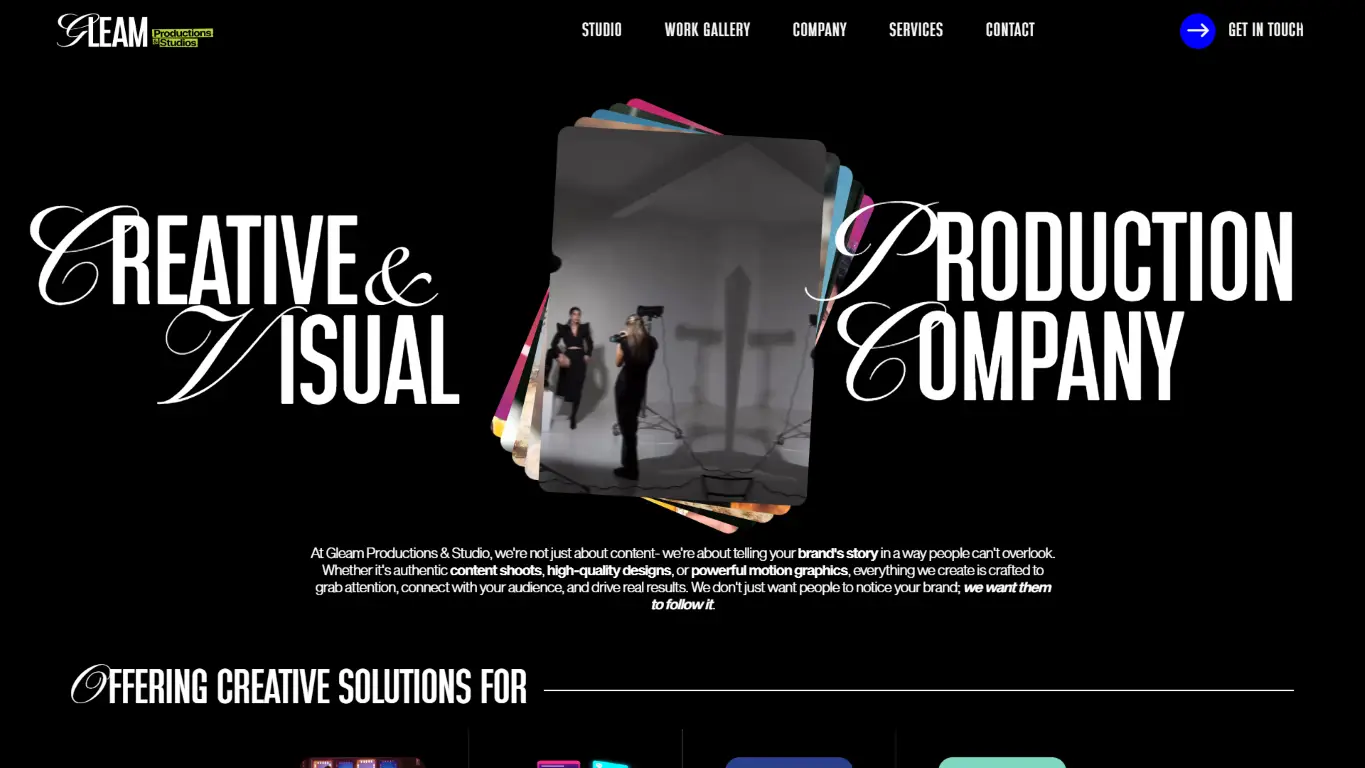 GLEAM Productions
& Studios
STUDIO WORK GALLERY COMPANY SERVICES CONTACT GET IN TOUCH
CREATIVE &
VISUAL
PRODUCTION
COMPANY
At Gleam Productions & Studio, we're not just about content- we're about telling your brand's story in a way people can't overlook.
Whether it's authentic content shoots, high-quality designs, or powerful motion graphics, everything we create is crafted to
grab attention, connect with your audience, and drive real results. We don't just want people to notice your brand; we want them
to follow it.
OFFERING CREATIVE SOLUTIONS FOR